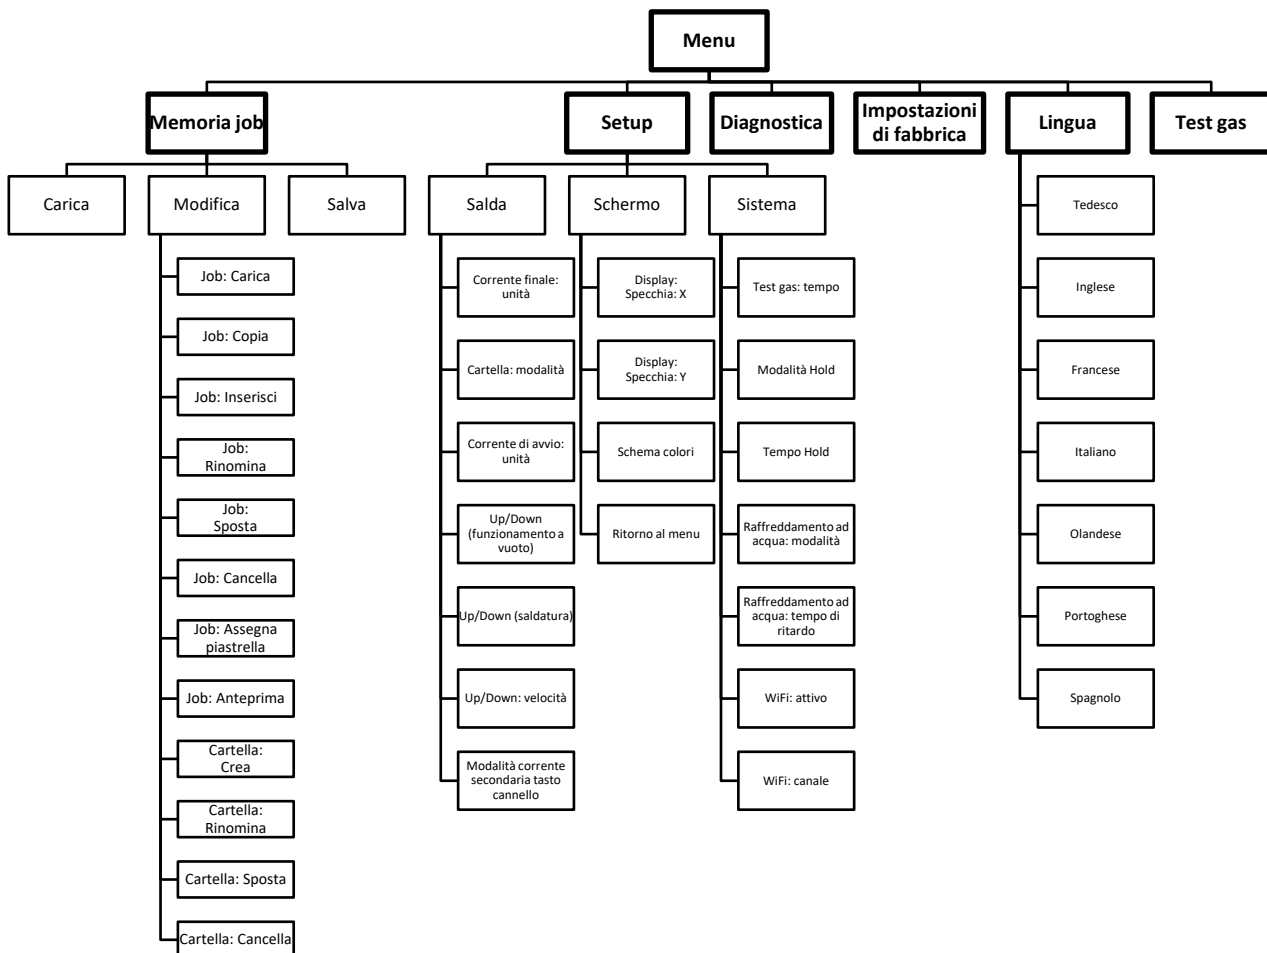 Menu
Memoria job
Setup
Diagnostica
Impostazioni
di fabbrica
Lingua
Test gas
Carica
Modifica
Salva
Salda
Schermo
Sistema
Job: Carica
Job: Copia
Job: Inserisci
Job:
Rinomina
Job:
Sposta
Job: Cancella
Job: Assegna
piastrella
Job: Anteprima
Cartella:
Crea
Cartella:
Rinomina
Cartella: Sposta
Cartella: Cancella
Corrente finale:
unità
Cartella: modalità
Corrente di avvio:
unità
Up/Down
(funzionamento a
vuoto)
Up/Down (saldatura)
Up/Down: velocità
Modalità corrente
secondaria tasto
cannello
Display:
Specchia: X
Display:
Specchia: Y
Schema colori
Ritorno al menu
Test gas: tempo
Modalità Hold
Tempo Hold
Raffreddamento ad
acqua: modalità
Raffreddamento ad
acqua: tempo di
ritardo
WiFi: attivo
WiFi: canale
Tedesco
Inglese
Francese
Italiano
Olandese
Portoghese
Spagnolo